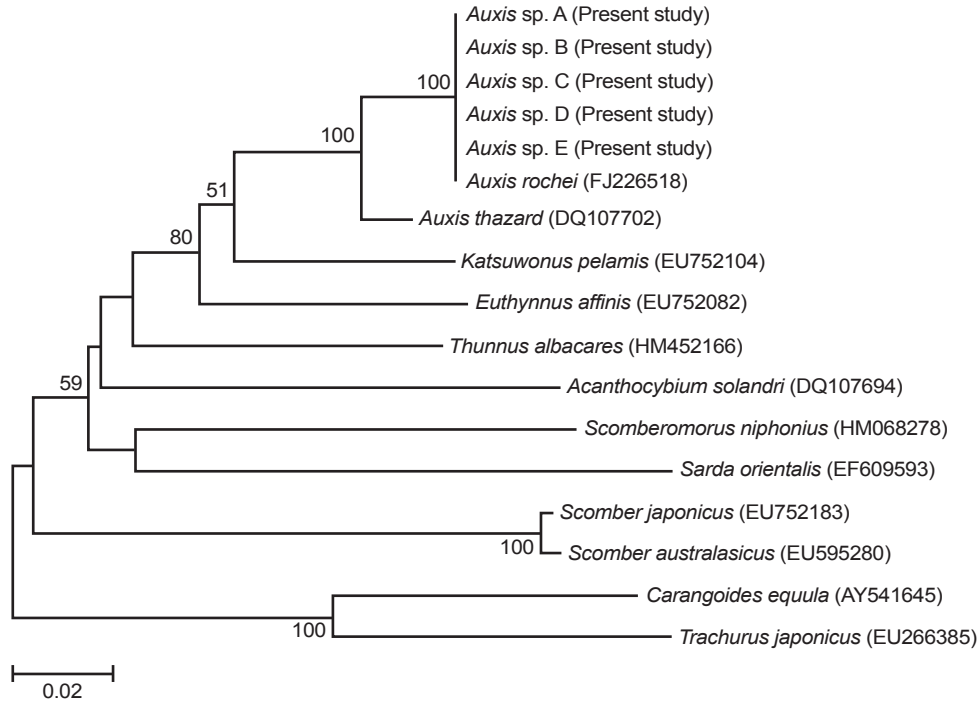 Auxis sp. A (Present study)
Auxis sp. B (Present study)
100
Auxis sp. C (Present study)
Auxis sp. D (Present study)
100
Auxis sp. E (Present study)
Auxis rochei (FJ226518)
51
Auxis thazard (DQ107702)
80
Katsuwonus pelamis (EU752104)
Euthynnus affinis (EU752082)
Thunnus albacares (HM452166)
59
Acanthocybium solandri (DQ107694)
Scomberomorus niphonius (HM068278)
Sarda orientalis (EF609593)
Scomber japonicus (EU752183)
100
Scomber australasicus (EU595280)
Carangoides equula (AY541645)
100
Trachurus japonicus (EU266385)
0.02